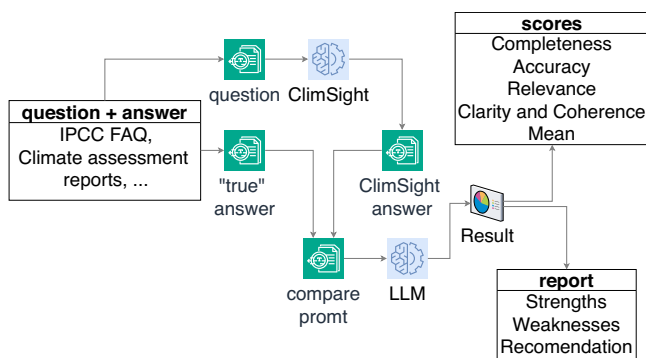 question + answer
IPCC FAQ,
Climate assessment
reports, ...
question
ClimSight
"true"
answer
ClimSight
answer
compare
promt
LLM
Result
scores
Completeness
Accuracy
Relevance
Clarity and Coherence
Mean
report
Strengths
Weaknesses
Recomendation